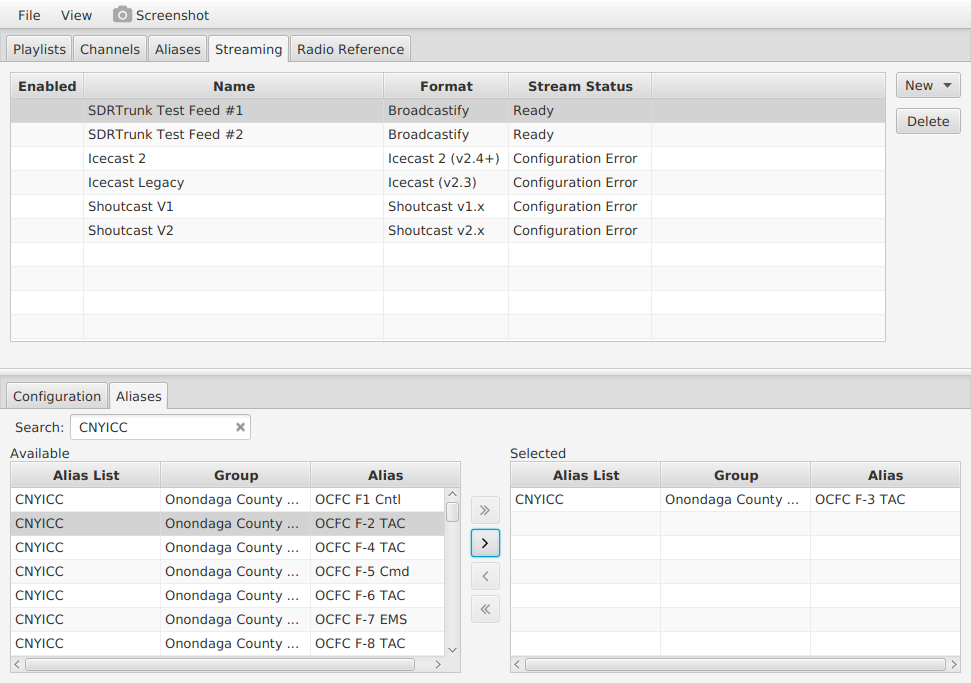 File View Screenshot
Playlists Channels Aliases Streaming Radio Reference
Enabled Name Format Stream Status
New
SDRTrunk Test Feed #1 Broadcastify Ready
Delete
SDRTrunk Test Feed #2 Broadcastify Ready
Icecast 2 Icecast 2 (v2.4+) Configuration Error
Icecast Legacy Icecast (v2.3) Configuration Error
Shoutcast V1 Shoutcast v1.x Configuration Error
Shoutcast V2 Shoutcast v2.x Configuration Error
Configuration Aliases
Search: CNYICC
Available
Alias List Group Alias
CNYICC Onondaga County ... OCFC F1 Cntl
CNYICC Onondaga County ... OCFC F-2 TAC
CNYICC Onondaga County ... OCFC F-4 TAC
CNYICC Onondaga County ... OCFC F-5 Cmd
CNYICC Onondaga County ... OCFC F-6 TAC
CNYICC Onondaga County ... OCFC F-7 EMS
CNYICC Onondaga County ... OCFC F-8 TAC
Selected
Alias List Group Alias
CNYICC Onondaga County ... OCFC F-3 TAC